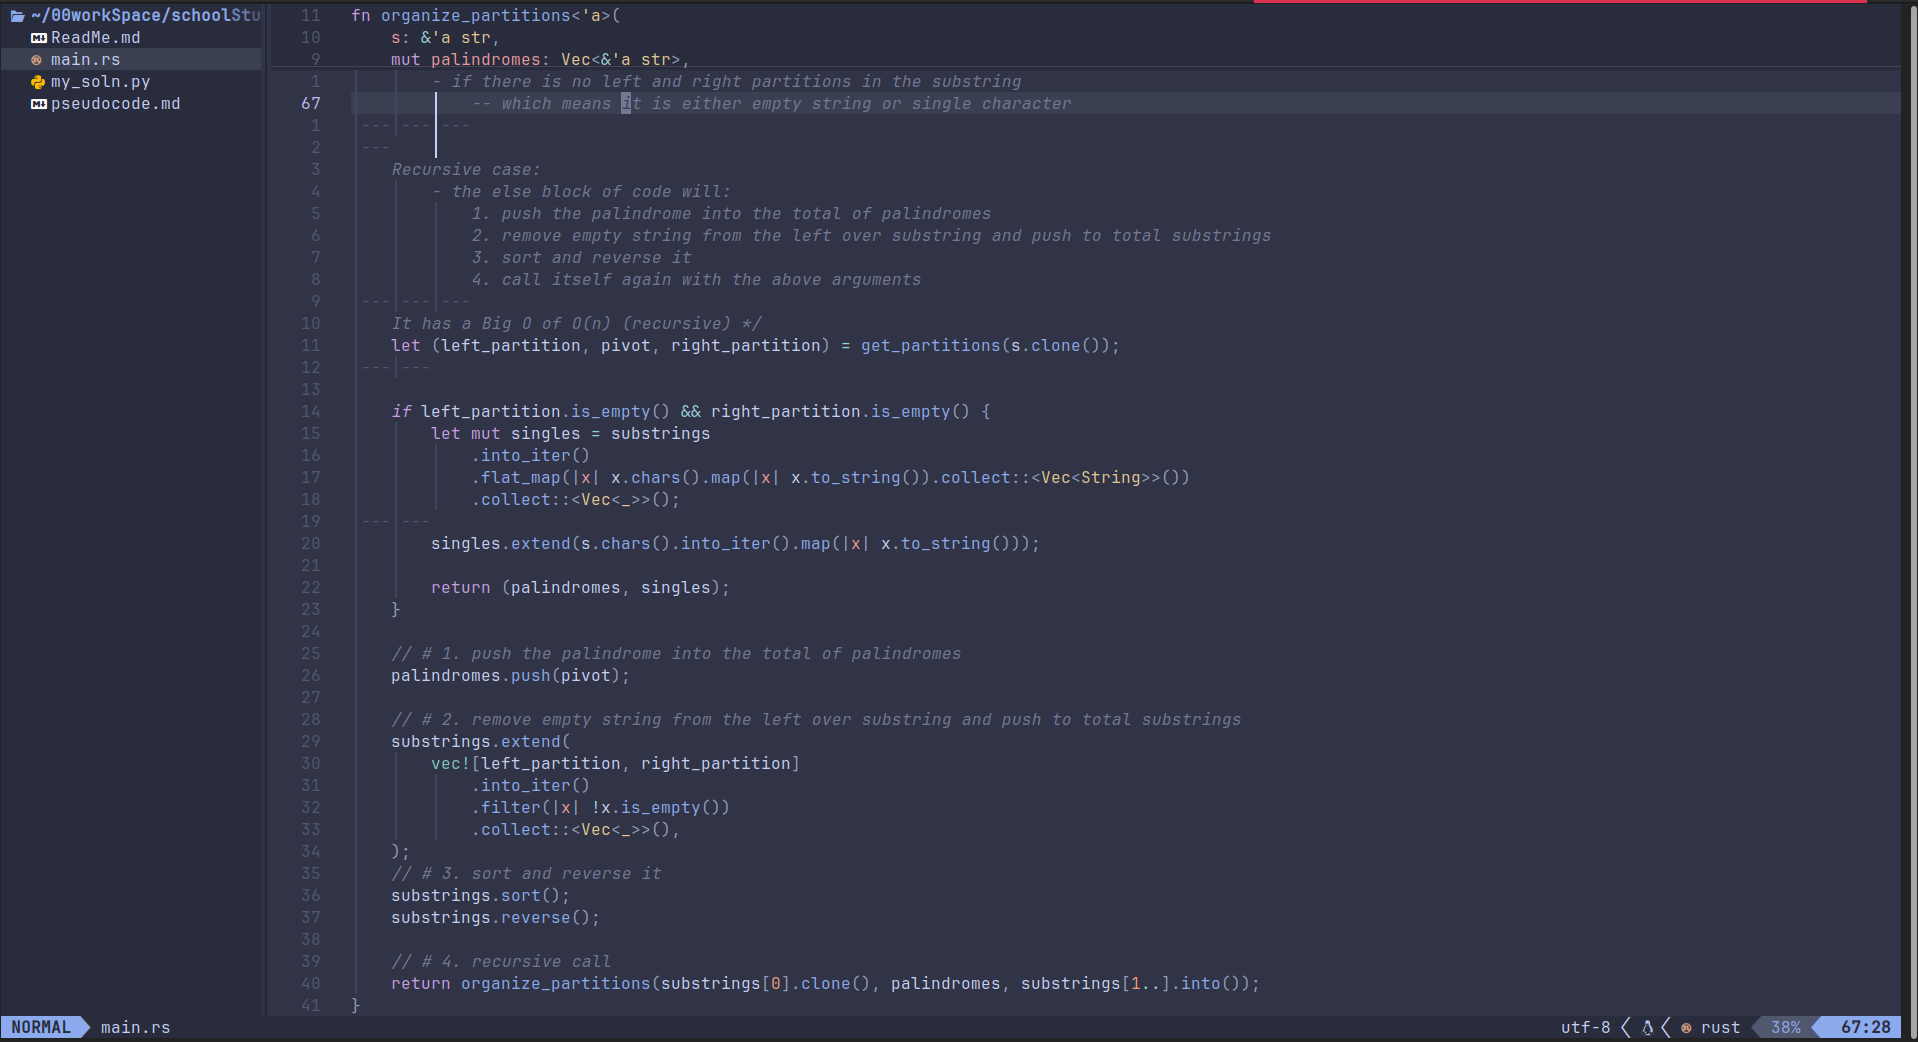 ~/00workSpace/schoolStu
ReadMe.md
main.rs
my_soln.py
pseudocode.md
11 fn organize_partitions<'a>(
10     s: &'a str,
9     mut palindromes: Vec<&'a str>,
1         - if there is no left and right partitions in the substring
67             -- which means it is either empty string or single character
1 --- --- ---
2 ---
3     Recursive case:
4         - the else block of code will:
5             1. push the palindrome into the total of palindromes
6             2. remove empty string from the left over substring and push to total substrings
7             3. sort and reverse it
8             4. call itself again with the above arguments
9 --- --- ---
10     It has a Big O of O(n) (recursive) */
11     let (left_partition, pivot, right_partition) = get_partitions(s.clone());
12 --- ---
13
14     if left_partition.is_empty() && right_partition.is_empty() {
15         let mut singles = substrings
16             .into_iter()
17             .flat_map(|x| x.chars().map(|x| x.to_string()).collect::<Vec<String>>())
18             .collect::<Vec<_>>();
19 --- ---
20         singles.extend(s.chars().into_iter().map(|x| x.to_string()));
21
22         return (palindromes, singles);
23     }
24
25     // # 1. push the palindrome into the total of palindromes
26     palindromes.push(pivot);
27
28     // # 2. remove empty string from the left over substring and push to total substrings
29     substrings.extend(
30         vec![left_partition, right_partition]
31             .into_iter()
32             .filter(|x| !x.is_empty())
33             .collect::<Vec<_>>(),
34     );
35     // # 3. sort and reverse it
36     substrings.sort();
37     substrings.reverse();
38
39     // # 4. recursive call
40     return organize_partitions(substrings[0].clone(), palindromes, substrings[1..].into());
41 }
NORMAL main.rs utf-8 rust 38% 67:28